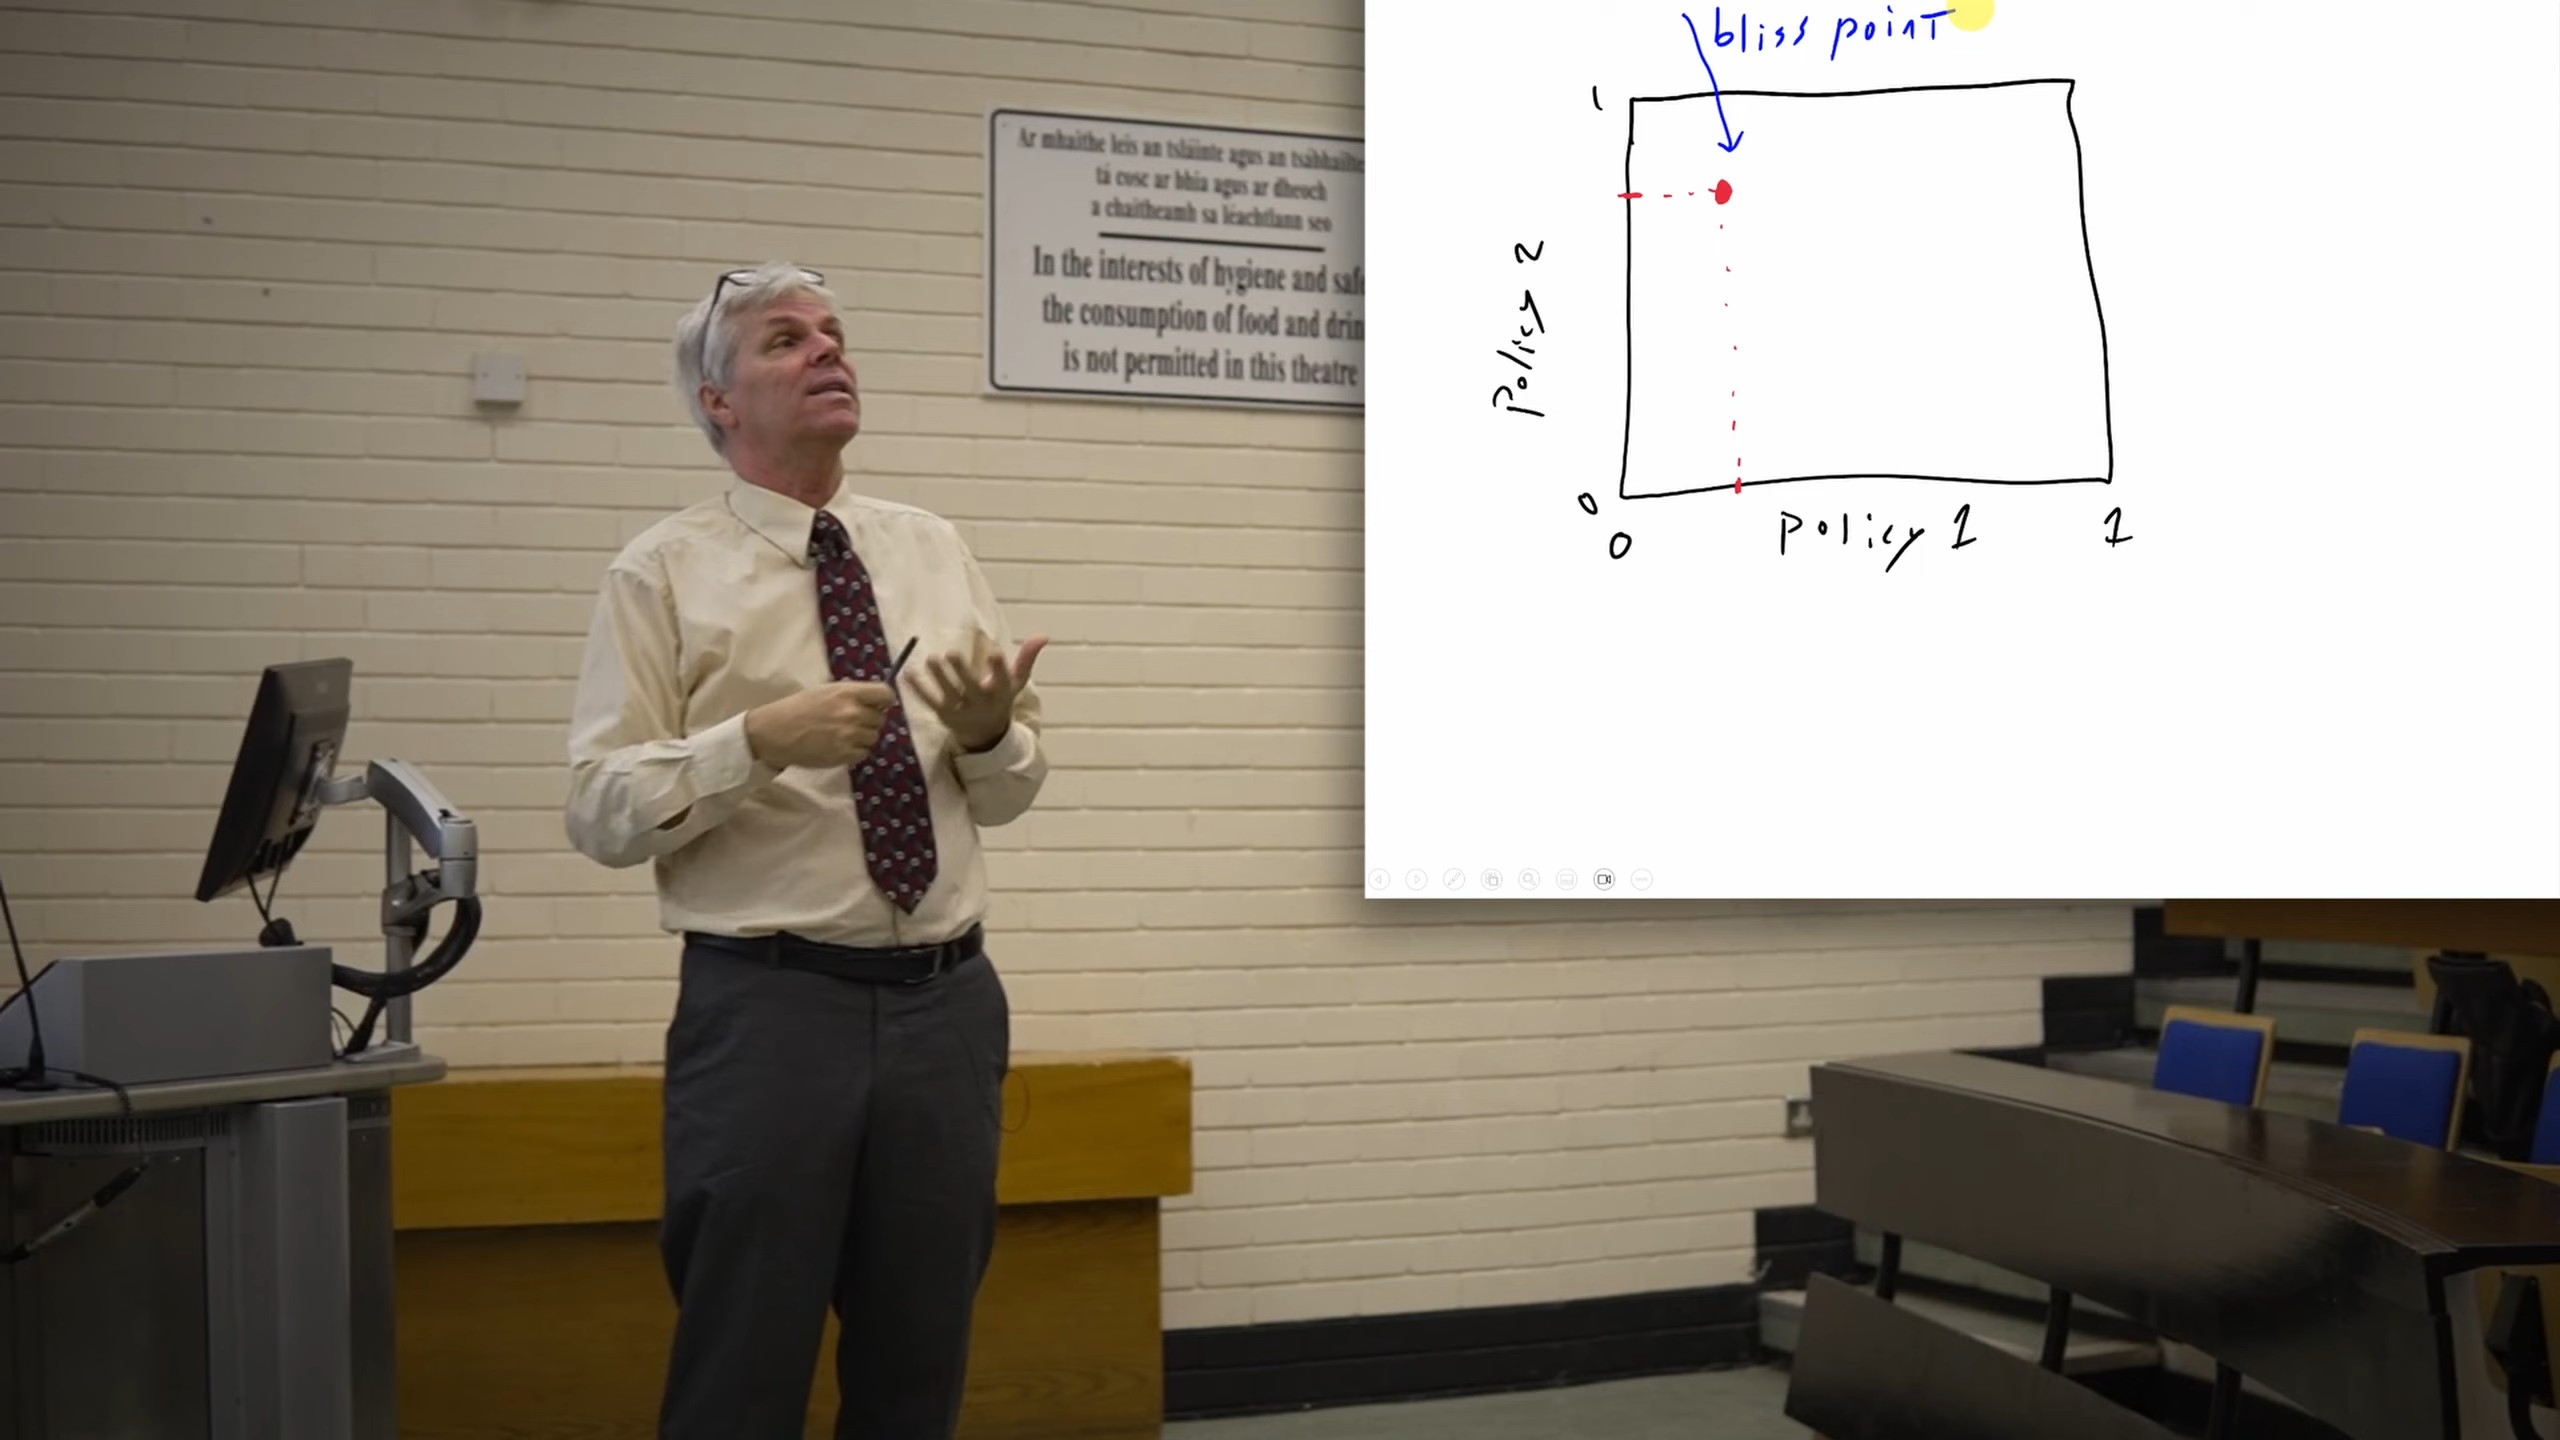 Ar mhaithe leis an tsláinte agus an tsábháilte
tá cosc ar bhia agus ar dheoch
a chaitheamh sa léachtlann seo
In the interests of hygiene and safe
the consumption of food and drin
is not permitted in this theatre
bliss point
1
Policy 2
0
0
Policy 1
1